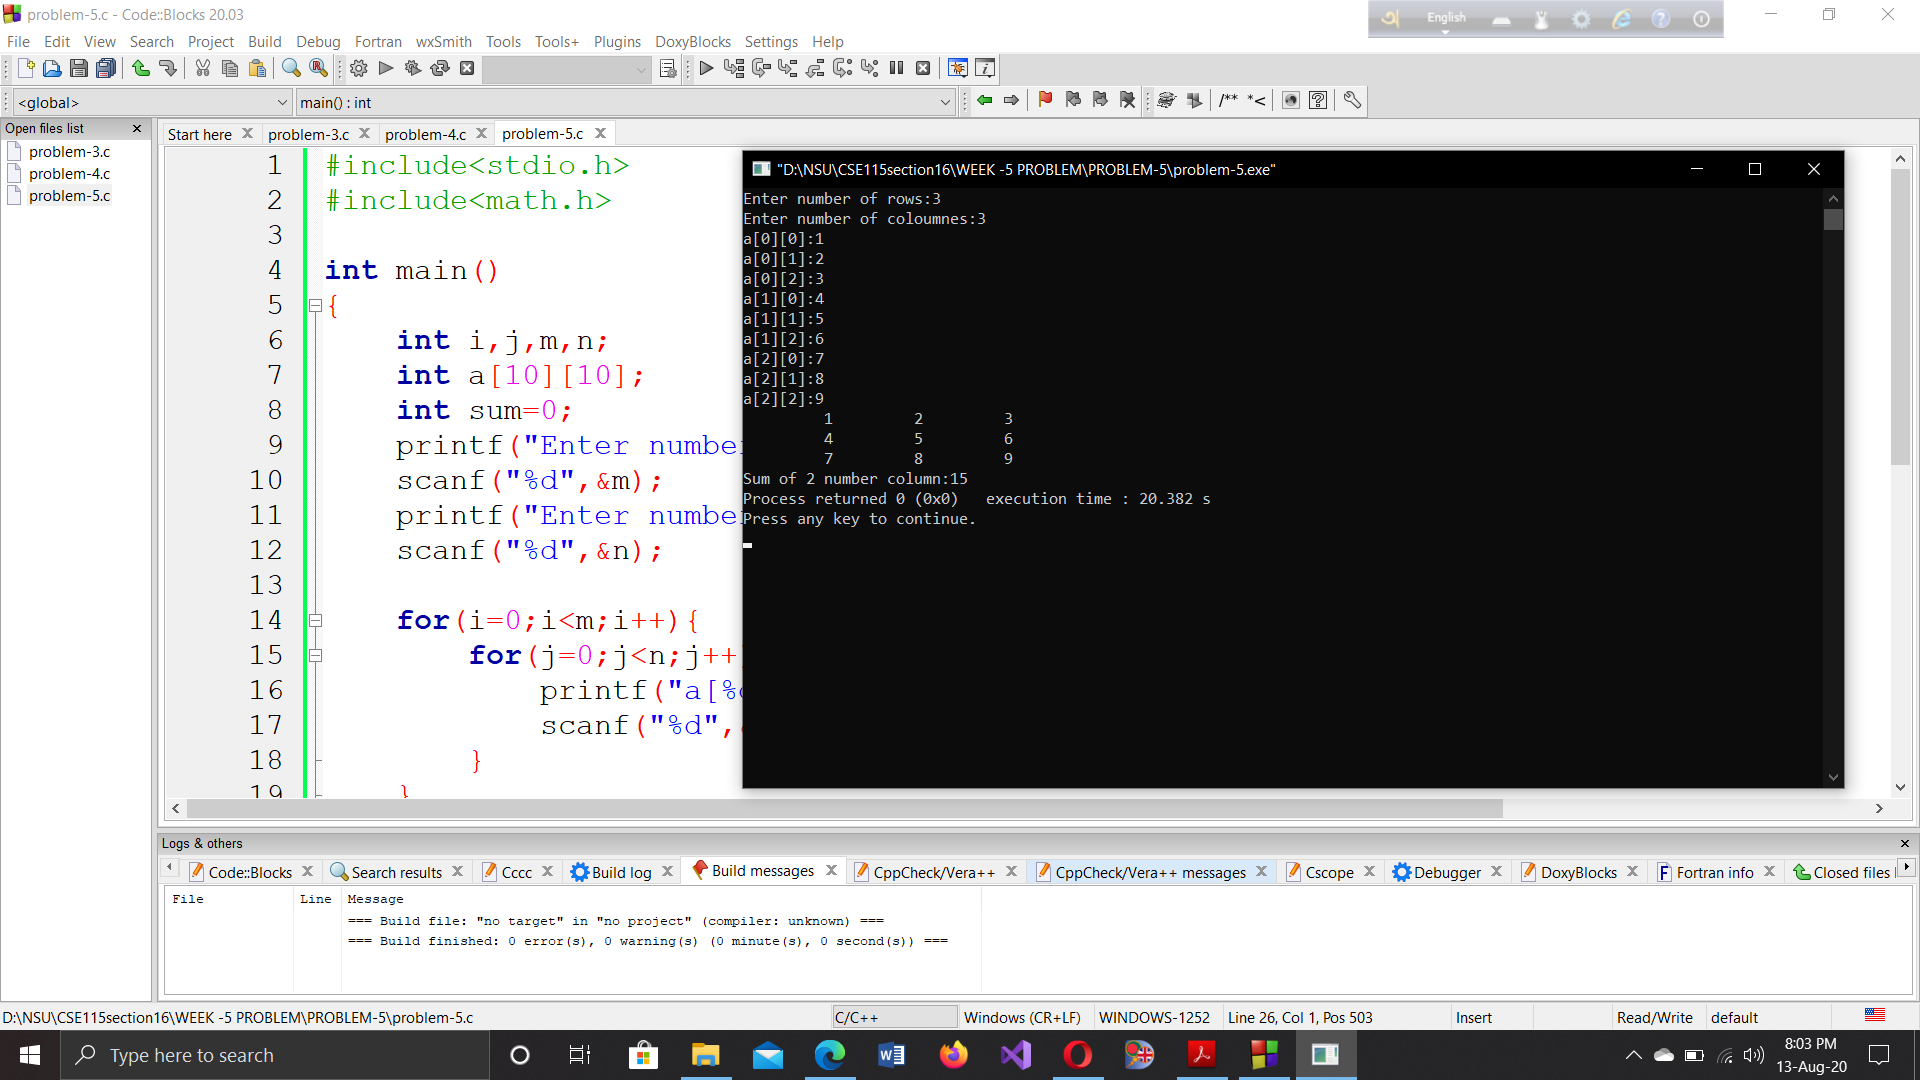 problem-5.c - Code::Blocks 20.03
English
File Edit View Search Project Build Debug Fortran wxSmith Tools Tools+ Plugins DoxyBlocks Settings Help
<global> main() : int /** *<
Open files list
problem-3.c
problem-4.c
problem-5.c
Start here problem-3.c problem-4.c problem-5.c
1 #include<stdio.h>
2 #include<math.h>
3
4 int main()
5 {
6 int i,j,m,n;
7 int a[10][10];
8 int sum=0;
9 printf("Enter numbe
10 scanf("%d",&m);
11 printf("Enter numbe
12 scanf("%d",&n);
13
14 for(i=0;i<m;i++){
15 for(j=0;j<n;j++
16 printf("a[%
17 scanf("%d",
18 }
19 }
"D:\NSU\CSE115section16\WEEK -5 PROBLEM\PROBLEM-5\problem-5.exe"
Enter number of rows:3
Enter number of coloumnes:3
a[0][0]:1
a[0][1]:2
a[0][2]:3
a[1][0]:4
a[1][1]:5
a[1][2]:6
a[2][0]:7
a[2][1]:8
a[2][2]:9
1 2 3
4 5 6
7 8 9
Sum of 2 number column:15
Process returned 0 (0x0) execution time : 20.382 s
Press any key to continue.
Logs & others
Code::Blocks Search results Cccc Build log Build messages CppCheck/Vera++ CppCheck/Vera++ messages Cscope Debugger DoxyBlocks Fortran info Closed files
File Line Message
=== Build file: "no target" in "no project" (compiler: unknown) ===
=== Build finished: 0 error(s), 0 warning(s) (0 minute(s), 0 second(s)) ===
D:\NSU\CSE115section16\WEEK -5 PROBLEM\PROBLEM-5\problem-5.c C/C++ Windows (CR+LF) WINDOWS-1252 Line 26, Col 1, Pos 503 Insert Read/Write default
Type here to search
8:03 PM
13-Aug-20